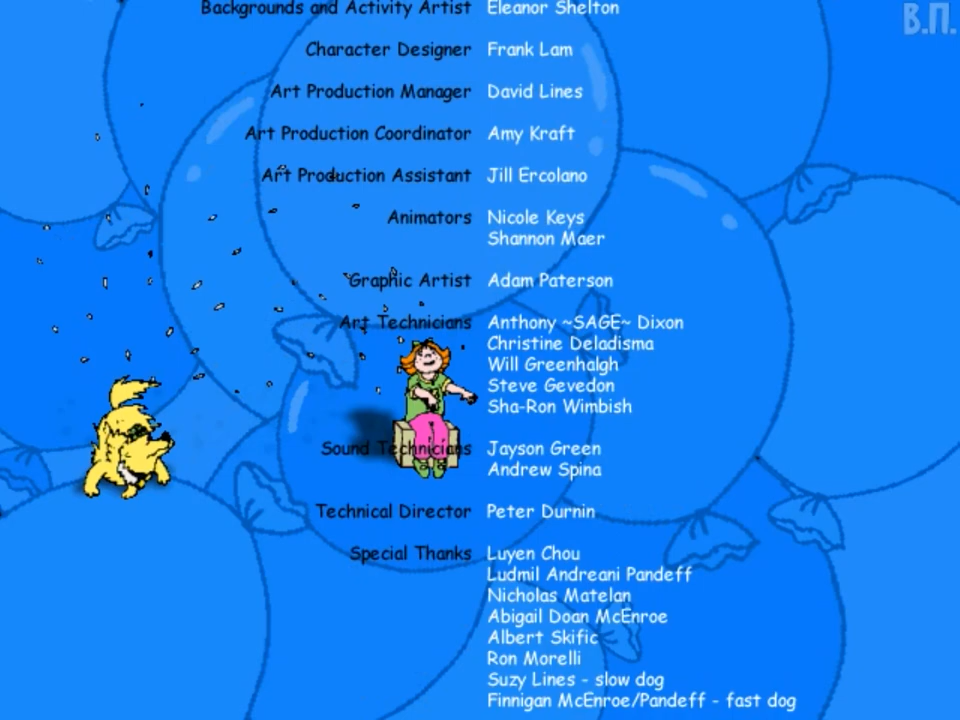 В.П.
Backgrounds and Activity Artist Eleanor Shelton
Character Designer Frank Lam
Art Production Manager David Lines
Art Production Coordinator Amy Kraft
Art Production Assistant Jill Ercolano
Animators Nicole Keys
Shannon Maer
Graphic Artist Adam Paterson
Art Technicians Anthony ~SAGE~ Dixon
Christine Deladisma
Will Greenhalgh
Steve Gevedon
Sha-Ron Wimbish
Sound Technicians Jayson Green
Andrew Spina
Technical Director Peter Durnin
Special Thanks Luyen Chou
Ludmil Andreani Pandeff
Nicholas Matelan
Abigail Doan McEnroe
Albert Skific
Ron Morelli
Suzy Lines - slow dog
Finnigan McEnroe/Pandeff - fast dog